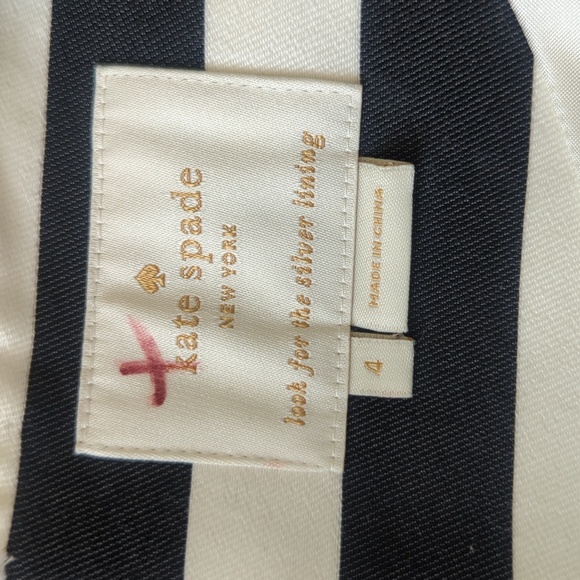 kate spade
NEW YORK
look for the silver lining
MADE IN CHINA
4